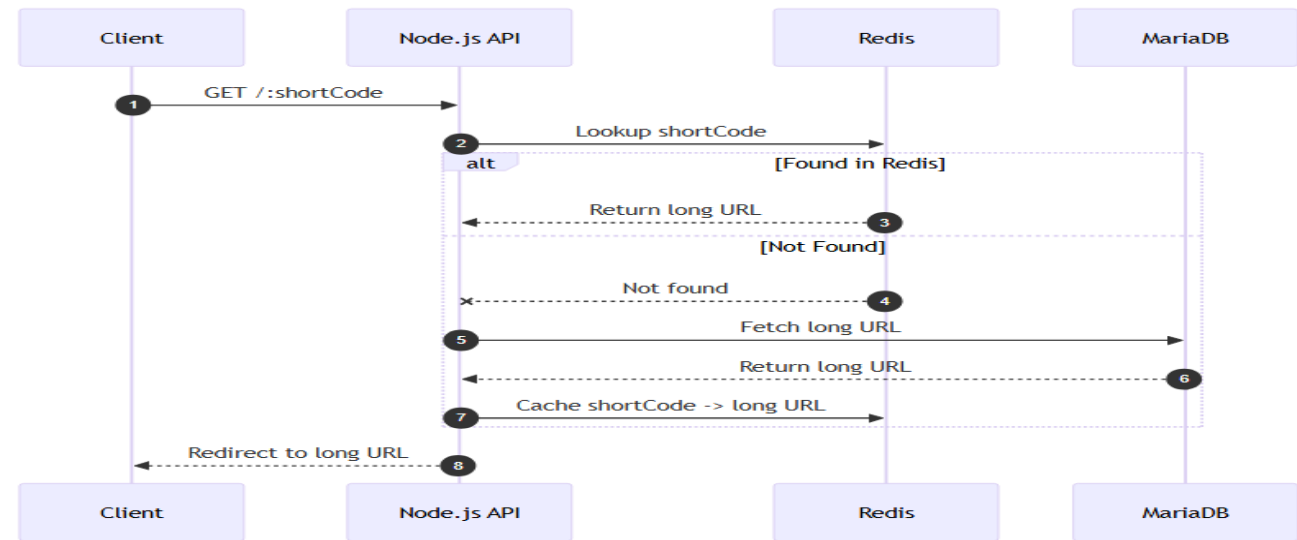 Client
Node.js API
Redis
MariaDB
GET /:shortCode
1
Lookup shortCode
2
alt
[Found in Redis]
Return long URL
3
[Not Found]
Not found
4
Fetch long URL
5
Return long URL
6
Cache shortCode -> long URL
7
Redirect to long URL
8
Client
Node.js API
Redis
MariaDB